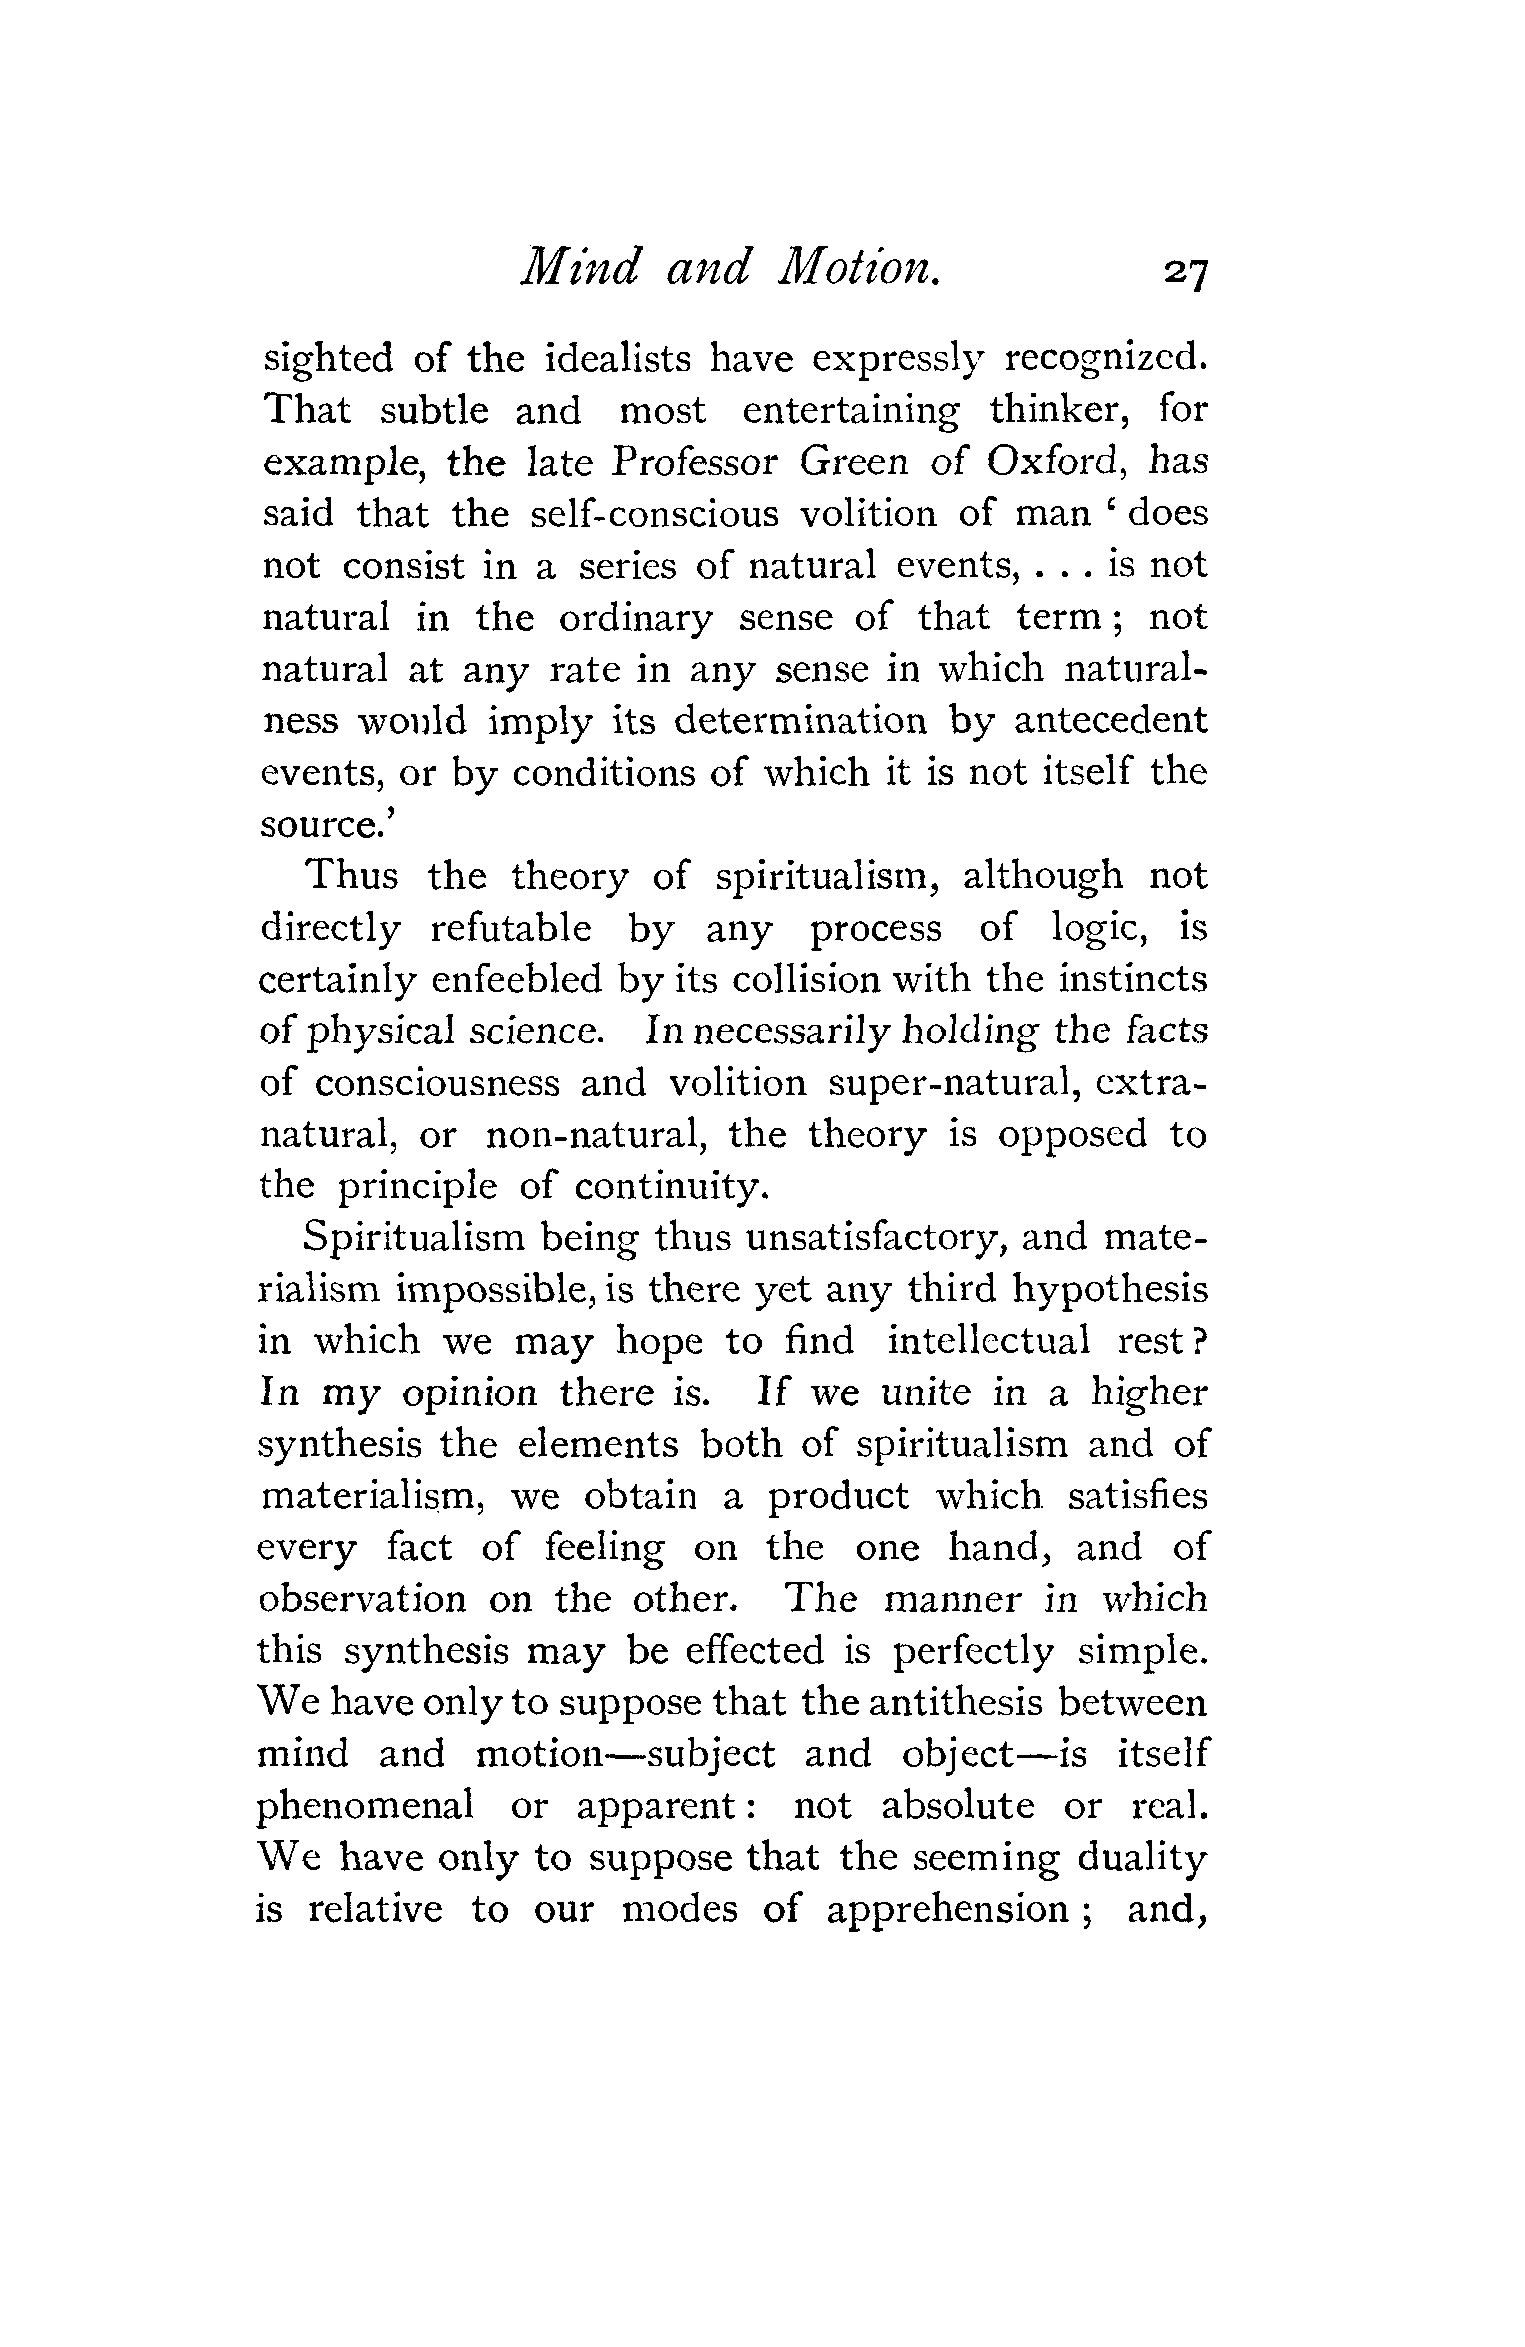 Mind and Motion. 27
sighted of the idealists have expressly recognized.
That subtle and most entertaining thinker, for
example, the late Professor Green of Oxford, has
said that the self-conscious volition of man ‘ does
not consist in a series of natural events, . . . is not
natural in the ordinary sense of that term ; not
natural at any rate in any sense in which natural-
ness would imply its determination by antecedent
events, or by conditions of which it is not itself the
source.’
Thus the theory of spiritualism, although not
directly refutable by any process of logic, is
certainly enfeebled by its collision with the instincts
of physical science. In necessarily holding the facts
of consciousness and volition super-natural, extra-
natural, or non-natural, the theory is opposed to
the principle of continuity.
Spiritualism being thus unsatisfactory, and mate-
rialism impossible, is there yet any third hypothesis
in which we may hope to find intellectual rest ?
In my opinion there is. If we unite in a higher
synthesis the elements both of spiritualism and of
materialism, we obtain a product which satisfies
every fact of feeling on the one hand, and of
observation on the other. The manner in which
this synthesis may be effected is perfectly simple.
We have only to suppose that the antithesis between
mind and motion—subject and object—is itself
phenomenal or apparent : not absolute or real.
We have only to suppose that the seeming duality
is relative to our modes of apprehension ; and,